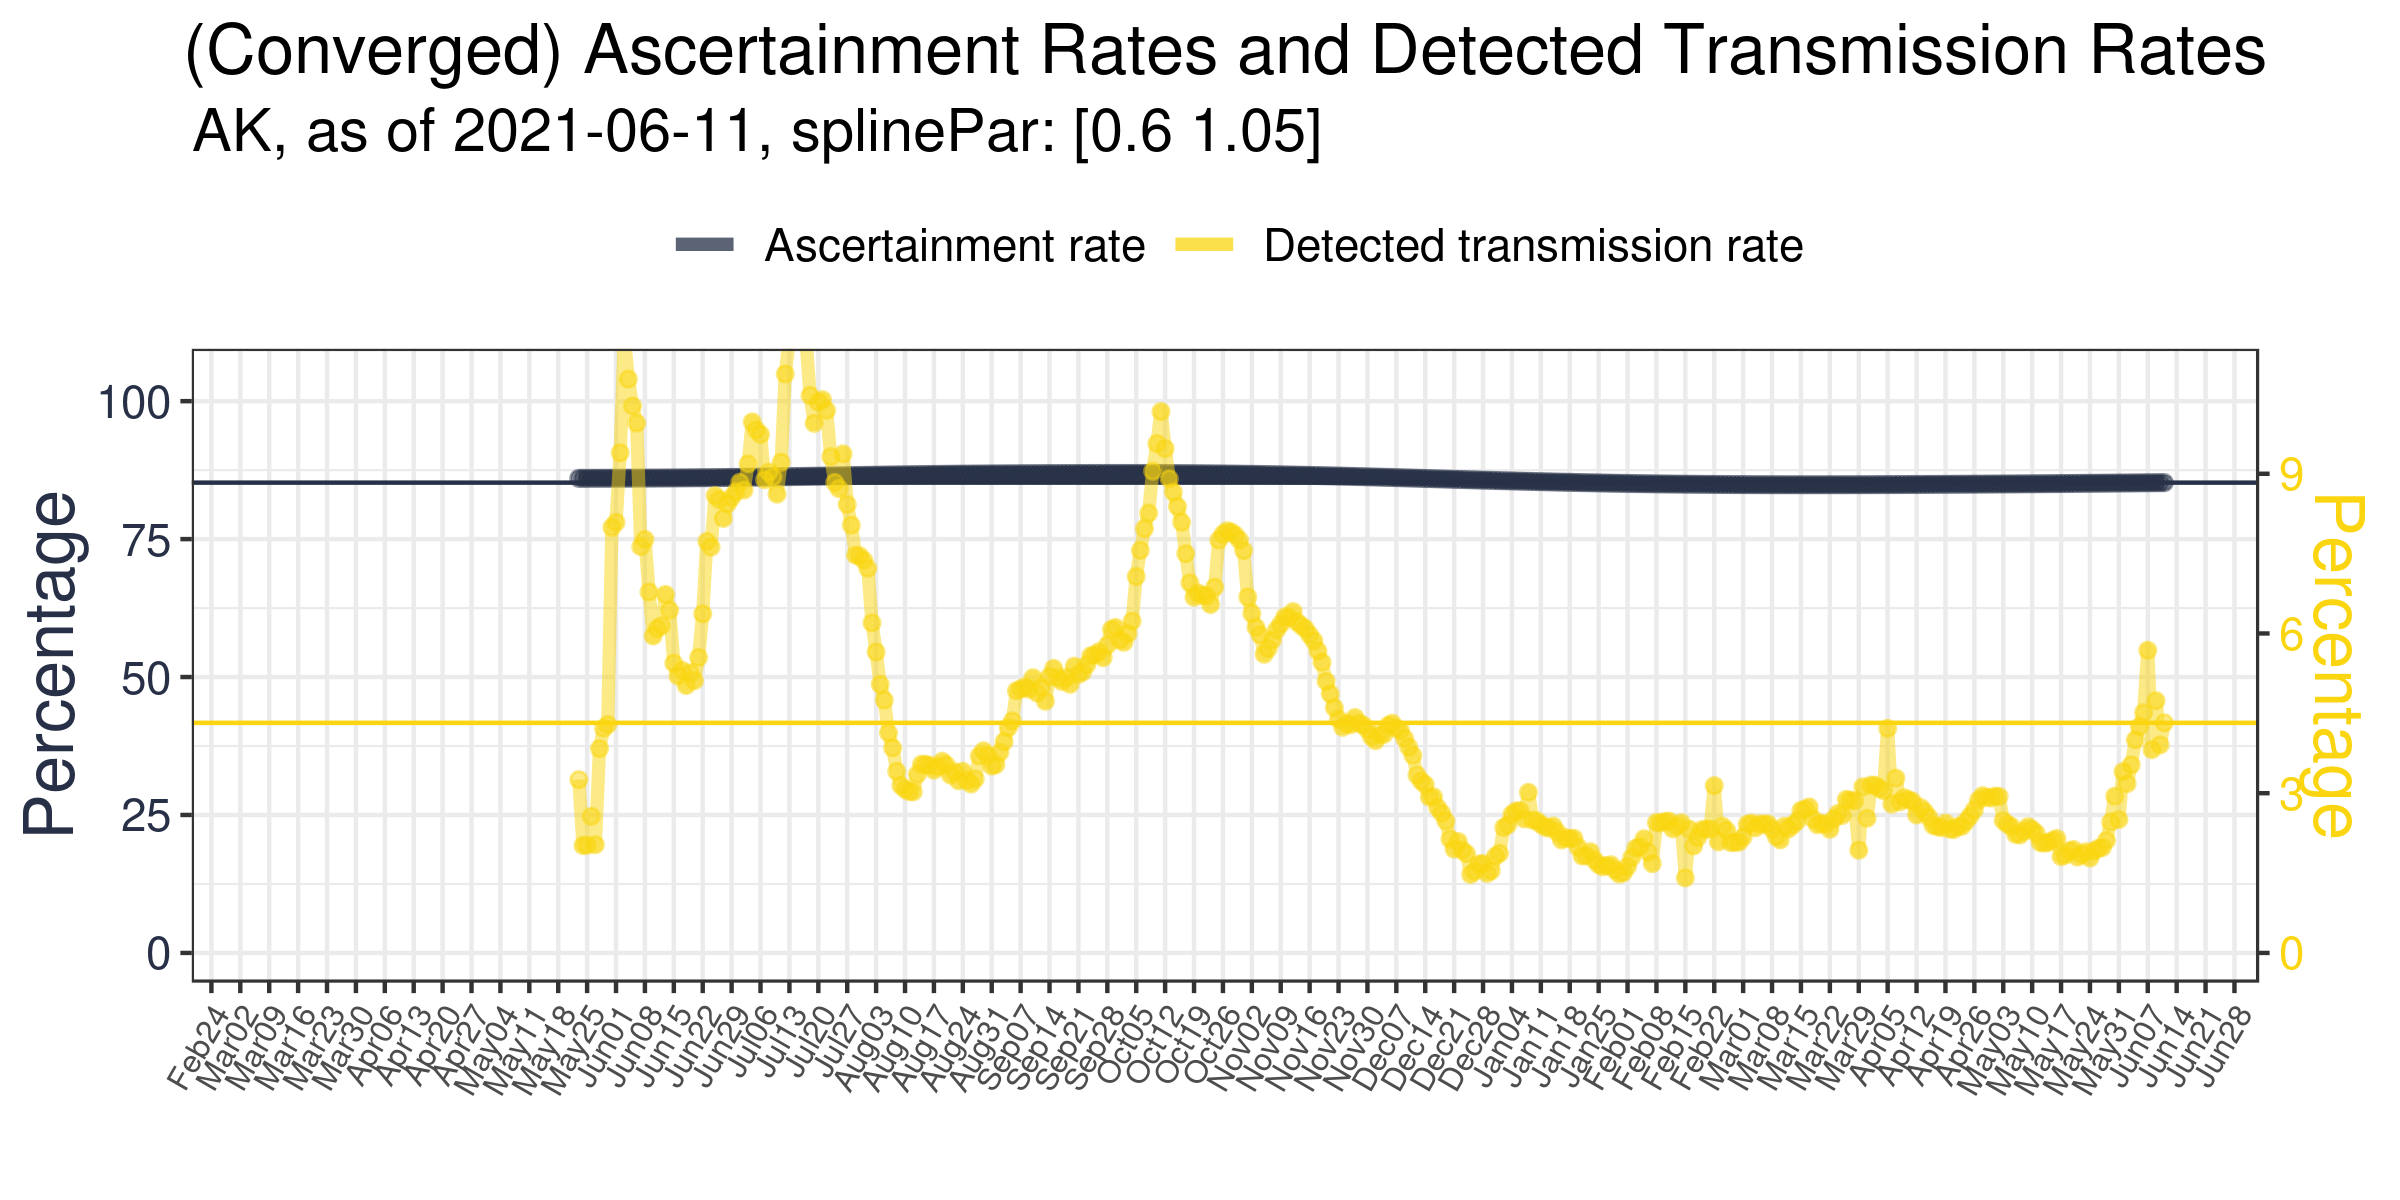 (Converged) Ascertainment Rates and Detected Transmission Rates
AK, as of 2021-06-11, splinePar: [0.6 1.05]
Ascertainment rate
Detected transmission rate
Percentage
100
75
50
25
0
9
6
3
0
Percentage
Feb24
Mar02
Mar09
Mar16
Mar23
Mar30
Apr06
Apr13
Apr20
Apr27
May04
May11
May18
May25
Jun01
Jun08
Jun15
Jun22
Jun29
Jul06
Jul13
Jul20
Jul27
Aug03
Aug10
Aug17
Aug24
Aug31
Sep07
Sep14
Sep21
Sep28
Oct05
Oct12
Oct19
Oct26
Nov02
Nov09
Nov16
Nov23
Nov30
Dec07
Dec14
Dec21
Dec28
Jan04
Jan11
Jan18
Jan25
Feb01
Feb08
Feb15
Feb22
Mar01
Mar08
Mar15
Mar22
Mar29
Apr05
Apr12
Apr19
Apr26
May03
May10
May17
May24
May31
Jun07
Jun14
Jun21
Jun28